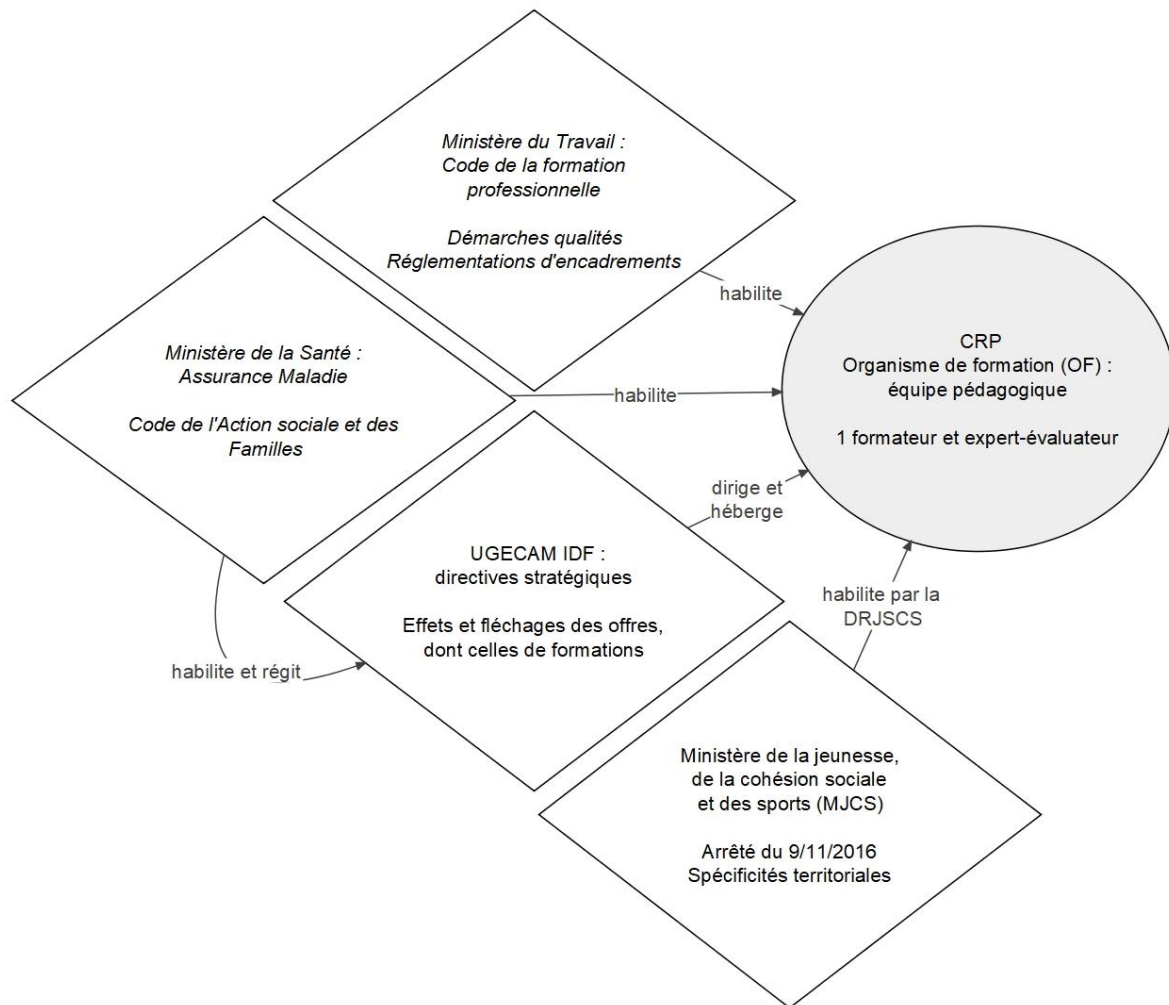 Ministère du Travail :
Code de la formation
professionnelle
Démarches qualités
Réglementations d'encadrements
habilite
Ministère de la Santé :
Assurance Maladie
Code de l'Action sociale et des
Familles
habilite
CRP
Organisme de formation (OF) :
équipe pédagogique
1 formateur et expert-évaluateur
dirige et
héberge
UGECAM IDF :
directives stratégiques
Effets et fléchages des offres,
dont celles de formations
habilite et régit
habilite par la
DRJSCS
Ministère de la jeunesse,
de la cohésion sociale
et des sports (MJCS)
Arrêté du 9/11/2016
Spécificités territoriales